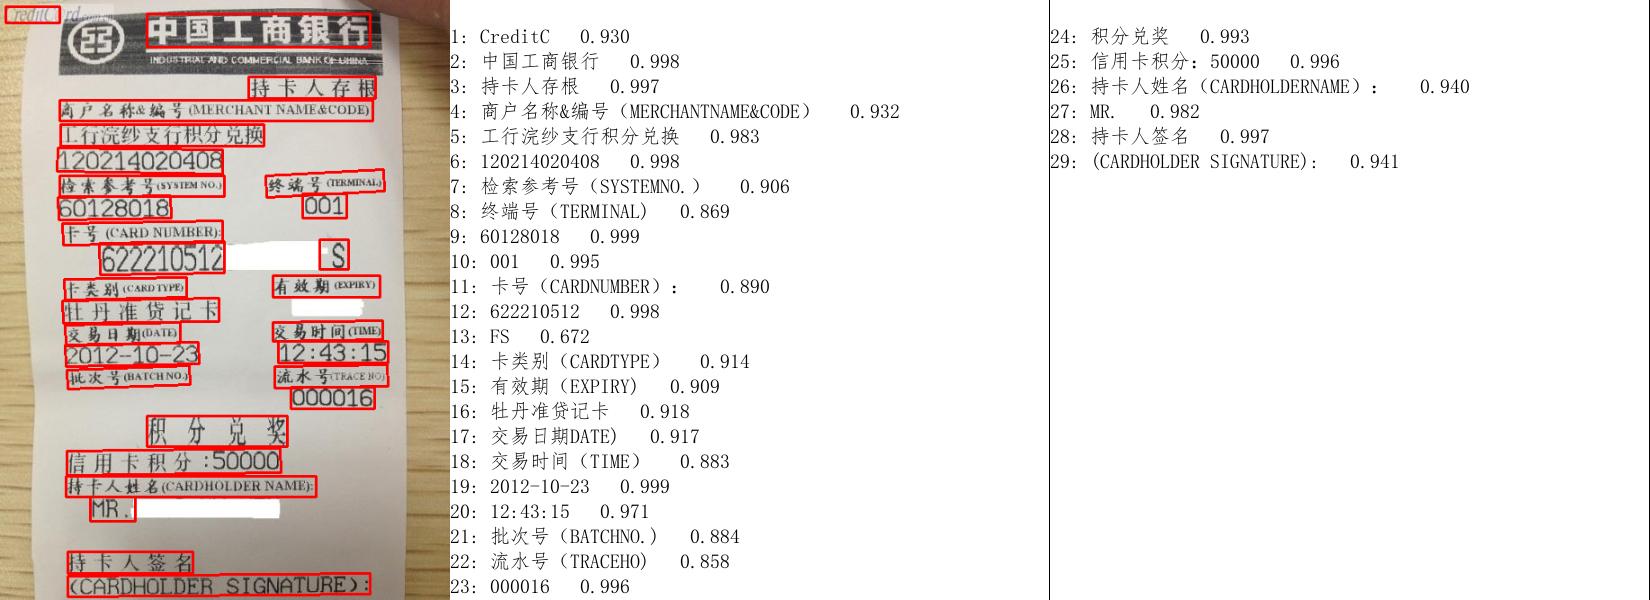 CreditCard.com.cn
中国工商银行
INDUSTRIAL AND COMMERCIAL BANK OF CHINA
持卡人存根
商户名称&编号(MERCHANT NAME&CODE)
工行浣纱支行积分兑换
120214020408
检索参考号(SYSTEM NO.) 终端号(TERMINAL)
60128018 001
卡号(CARD NUMBER):
622210512 S
卡类别(CARD TYPE) 有效期(EXPIRY)
牡丹准贷记卡
交易日期(DATE) 交易时间(TIME)
2012-10-23 12:43:15
批次号(BATCH NO.) 流水号(TRACE NO)
000016
积分兑奖
信用卡积分:50000
持卡人姓名(CARDHOLDER NAME):
MR.
持卡人签名
(CARDHOLDER SIGNATURE):
1: CreditC 0.930
2: 中国工商银行 0.998
3: 持卡人存根 0.997
4: 商户名称&编号（MERCHANTNAME&CODE） 0.932
5: 工行浣纱支行积分兑换 0.983
6: 120214020408 0.998
7: 检索参考号（SYSTEMNO.） 0.906
8: 终端号（TERMINAL) 0.869
9: 60128018 0.999
10: 001 0.995
11: 卡号（CARDNUMBER）： 0.890
12: 622210512 0.998
13: FS 0.672
14: 卡类别（CARDTYPE） 0.914
15: 有效期（EXPIRY) 0.909
16: 牡丹准贷记卡 0.918
17: 交易日期DATE) 0.917
18: 交易时间（TIME） 0.883
19: 2012-10-23 0.999
20: 12:43:15 0.971
21: 批次号（BATCHNO.) 0.884
22: 流水号（TRACEHO) 0.858
23: 000016 0.996
24: 积分兑奖 0.993
25: 信用卡积分：50000 0.996
26: 持卡人姓名（CARDHOLDERNAME）： 0.940
27: MR. 0.982
28: 持卡人签名 0.997
29: (CARDHOLDER SIGNATURE): 0.941